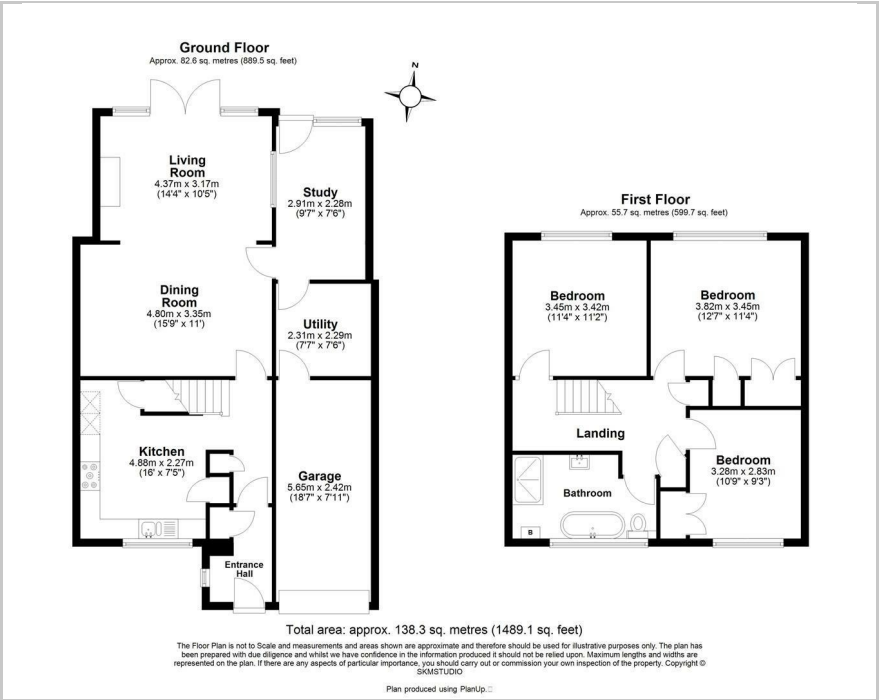 Ground Floor
Approx. 82.6 sq. metres (889.5 sq. feet)
N
Living
Room
4.37m x 3.17m
(14'4" x 10'5")
Study
2.91m x 2.28m
(9'7" x 7'6")
Dining
Room
4.80m x 3.35m
(15'9" x 11')
Utility
2.31m x 2.29m
(7'7" x 7'6")
Kitchen
4.88m x 2.27m
(16' x 7'5")
Garage
5.65m x 2.42m
(18'7" x 7'11")
Entrance
Hall
First Floor
Approx. 55.7 sq. metres (599.7 sq. feet)
Bedroom
3.45m x 3.42m
(11'4" x 11'2")
Bedroom
3.82m x 3.45m
(12'7" x 11'4")
Landing
Bedroom
3.28m x 2.83m
(10'9" x 9'3")
Bathroom
B
Total area: approx. 138.3 sq. metres (1489.1 sq. feet)
The Floor Plan is not to Scale and measurements and areas shown are approximate and therefore should be used for illustrative purposes only. The plan has
been prepared with due diligence and whilst we have confidence in the information produced it should not be relied upon. Maximum lengths and widths are
represented on the plan. If there are any aspects of particular importance, you should carry out or commission your own inspection of the property. Copyright ©
SKMSTUDIO
Plan produced using PlanUp.